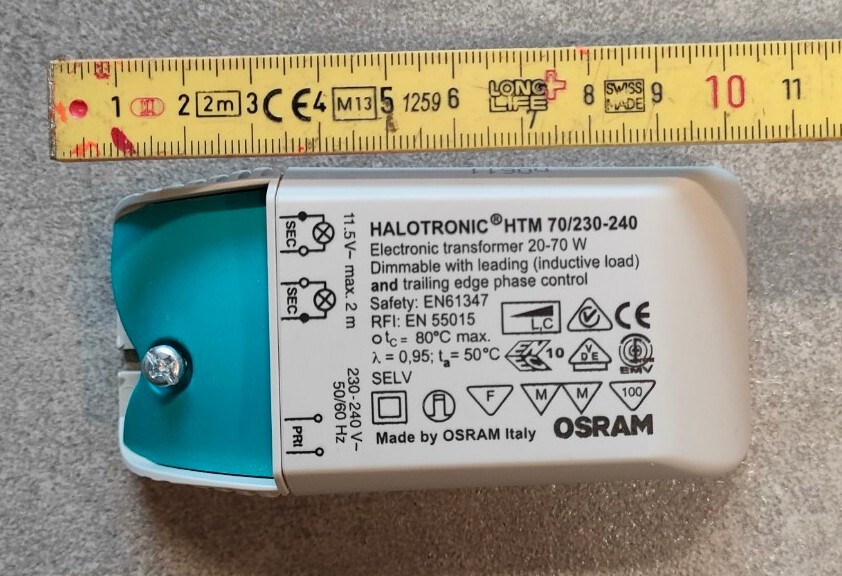 1 III 2 2m 3 CE 4 M13 5 1259 6 LONG LIFE + 7 8 SWISS MADE 9 10 11
HALOTRONIC® HTM 70/230-240
Electronic transformer 20-70 W
Dimmable with leading (inductive load)
and trailing edge phase control
Safety: EN61347
RFI: EN 55015
tc = 80°C max.
λ = 0,95; ta = 50°C
SELV
L,C
CE
10
VDE
EMV
F
M M
100
Made by OSRAM Italy
OSRAM
SEC
SEC
PRI
11.5V~ max. 2 m
230-240 V~
50/60 Hz